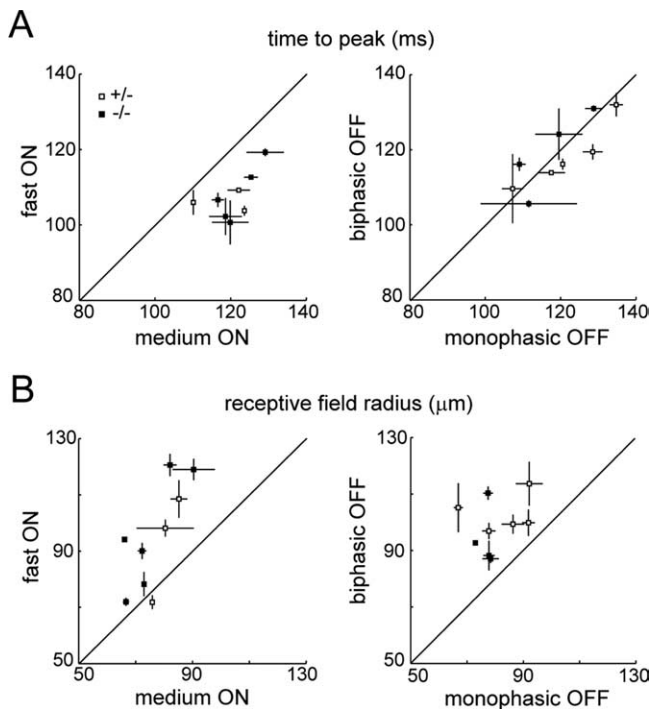 A
time to peak (ms)
140
120
100
80
fast ON
+/-
-/-
80 100 120 140
medium ON
140
120
100
80
biphasic OFF
80 100 120 140
monophasic OFF
B
receptive field radius (μm)
130
90
50
fast ON
50 90 130
medium ON
130
90
50
biphasic OFF
50 90 130
monophasic OFF